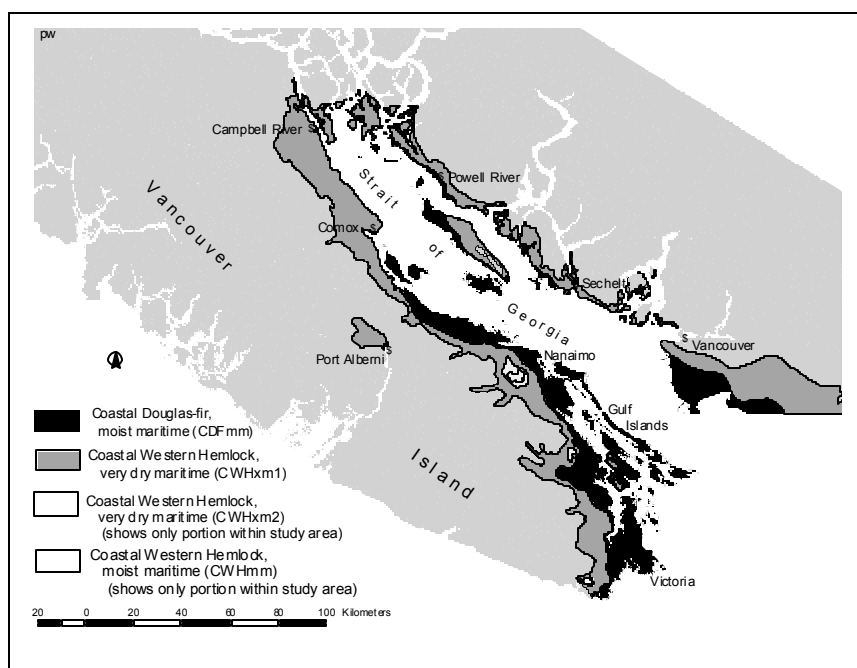 pw
Campbell River
Powell River
Strait
of
Georgia
Vancouver
Island
Comox
Sechelt
Vancouver
Port Alberni
Nanaimo
Gulf
Islands
Victoria
Coastal Douglas-fir,
moist maritime (CDFmm)
Coastal Western Hemlock,
very dry maritime (CWHxm1)
Coastal Western Hemlock,
very dry maritime (CWHxm2)
(shows only portion within study area)
Coastal Western Hemlock,
moist maritime (CWHmm)
(shows only portion within study area)
20 0 20 40 60 80 100 Kilometers